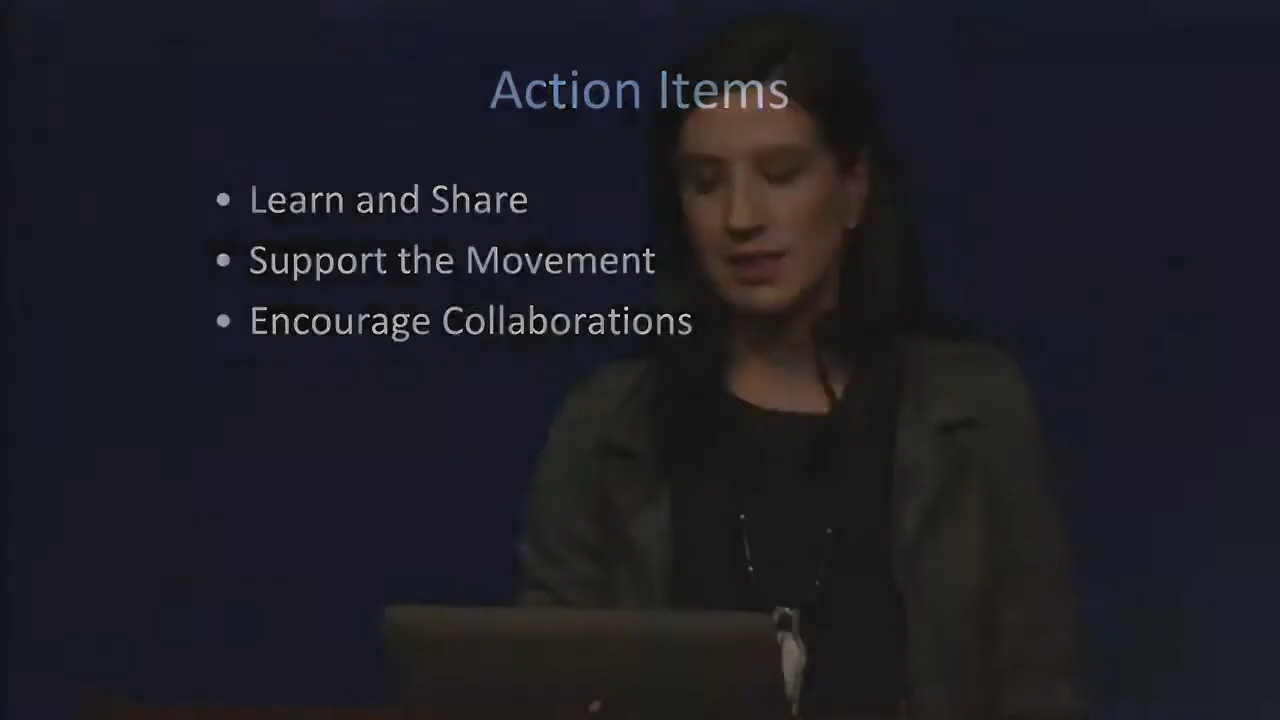 Action Items
• Learn and Share
• Support the Movement
• Encourage Collaborations